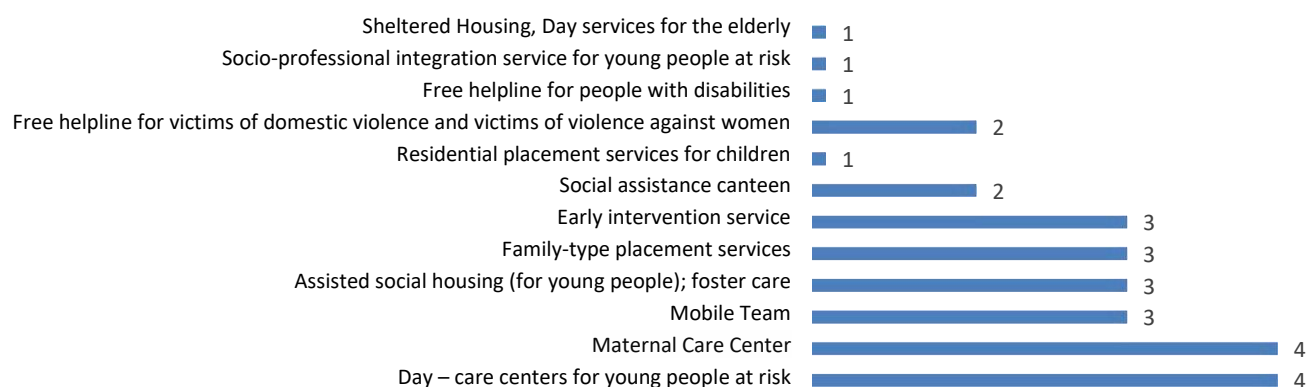 Sheltered Housing, Day services for the elderly 1
Socio-professional integration service for young people at risk 1
Free helpline for people with disabilities 1
Free helpline for victims of domestic violence and victims of violence against women 2
Residential placement services for children 1
Social assistance canteen 2
Early intervention service 3
Family-type placement services 3
Assisted social housing (for young people); foster care 3
Mobile Team 3
Maternal Care Center 4
Day – care centers for young people at risk 4